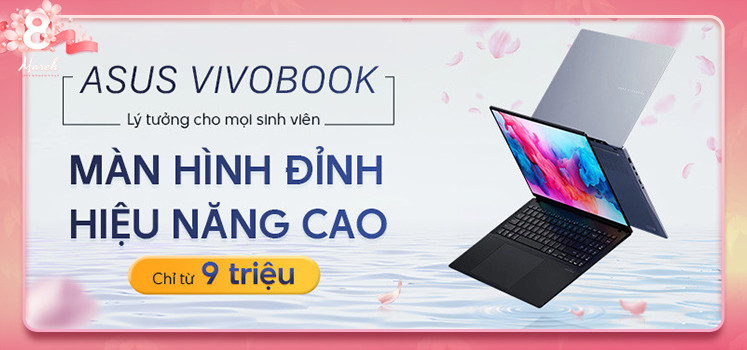 8
March
ASUS VIVOBOOK
Lý tưởng cho mọi sinh viên
MÀN HÌNH ĐỈNH
HIỆU NĂNG CAO
Chỉ từ 9 triệu